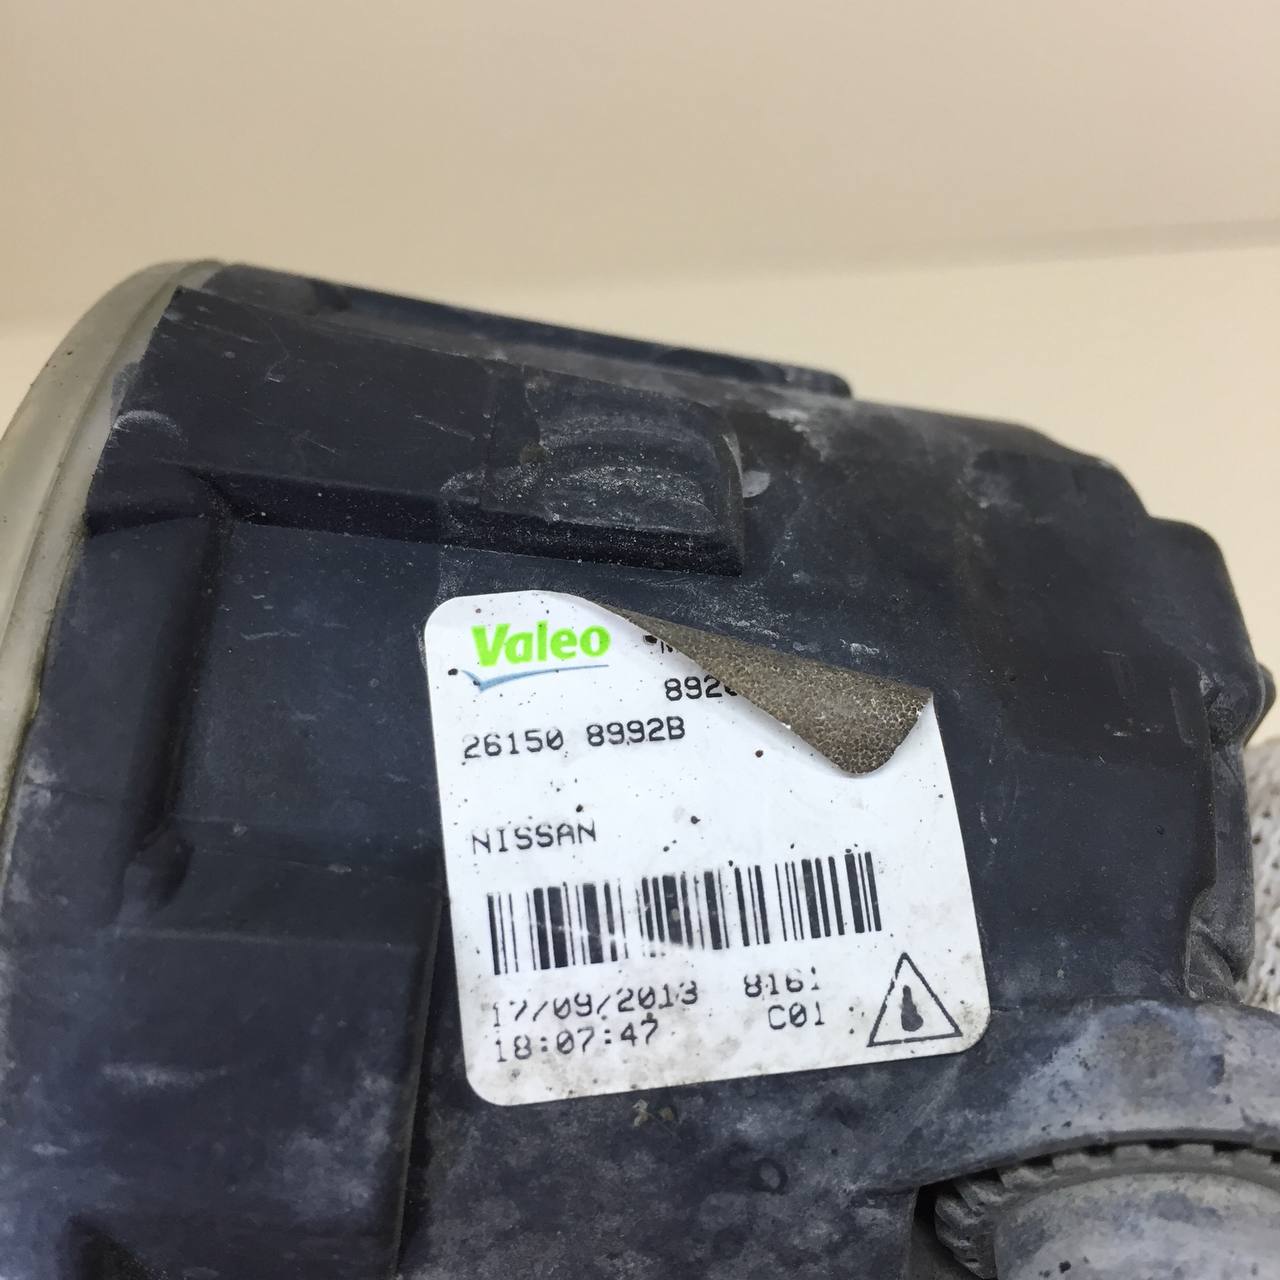 Valeo
26150 8992B
NISSAN
17/09/2013 8161
18:07:47 C01